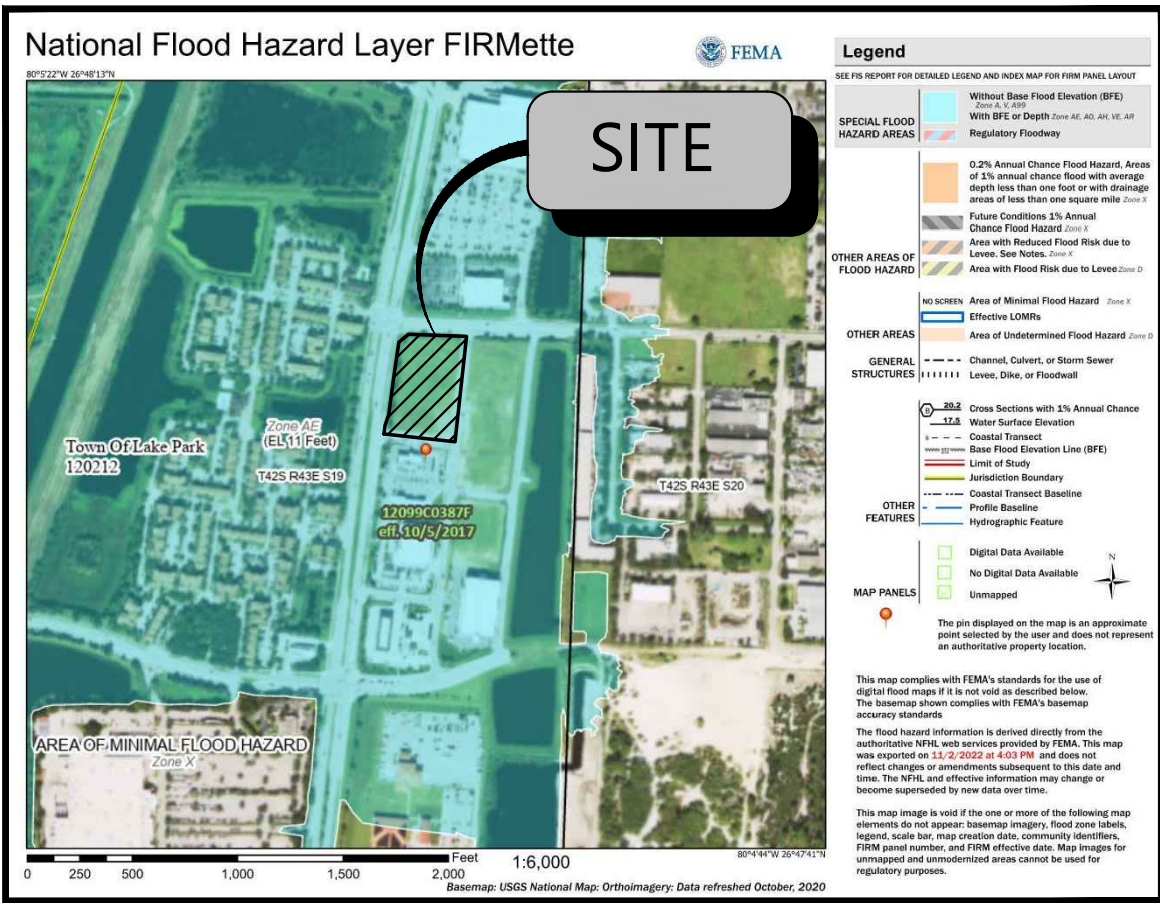 National Flood Hazard Layer FIRMette
FEMA
80°5'22"W 26°48'13"N
SITE
Zone AE
(EL 11 Feet)
Town Of Lake Park
120212
T42S R43E S19
T42S R43E S20
12099C0387F
eff. 10/5/2017
AREA OF MINIMAL FLOOD HAZARD
Zone X
80°4'44"W 26°47'41"N
Feet
1:6,000
0 250 500 1,000 1,500 2,000
Basemap: USGS National Map: Orthoimagery: Data refreshed October, 2020
Legend
SEE FIS REPORT FOR DETAILED LEGEND AND INDEX MAP FOR FIRM PANEL LAYOUT
SPECIAL FLOOD
HAZARD AREAS
Without Base Flood Elevation (BFE)
Zone A, V, A99
With BFE or Depth Zone AE, AO, AH, VE, AR
Regulatory Floodway
OTHER AREAS OF
FLOOD HAZARD
0.2% Annual Chance Flood Hazard, Areas
of 1% annual chance flood with average
depth less than one foot or with drainage
areas of less than one square mile Zone X
Future Conditions 1% Annual
Chance Flood Hazard Zone X
Area with Reduced Flood Risk due to
Levee. See Notes. Zone X
Area with Flood Risk due to Levee Zone D
OTHER AREAS
NO SCREEN Area of Minimal Flood Hazard Zone X
Effective LOMRs
Area of Undetermined Flood Hazard Zone D
GENERAL
STRUCTURES
Channel, Culvert, or Storm Sewer
Levee, Dike, or Floodwall
OTHER
FEATURES
B 20.2 Cross Sections with 1% Annual Chance
17.5 Water Surface Elevation
8 Coastal Transect
513 Base Flood Elevation Line (BFE)
Limit of Study
Jurisdiction Boundary
Coastal Transect Baseline
Profile Baseline
Hydrographic Feature
MAP PANELS
Digital Data Available
No Digital Data Available
Unmapped
N
The pin displayed on the map is an approximate
point selected by the user and does not represent
an authoritative property location.
This map complies with FEMA's standards for the use of
digital flood maps if it is not void as described below.
The basemap shown complies with FEMA's basemap
accuracy standards
The flood hazard information is derived directly from the
authoritative NFHL web services provided by FEMA. This map
was exported on 11/2/2022 at 4:03 PM and does not
reflect changes or amendments subsequent to this date and
time. The NFHL and effective information may change or
become superseded by new data over time.
This map image is void if the one or more of the following map
elements do not appear: basemap imagery, flood zone labels,
legend, scale bar, map creation date, community identifiers,
FIRM panel number, and FIRM effective date. Map images for
unmapped and unmodernized areas cannot be used for
regulatory purposes.